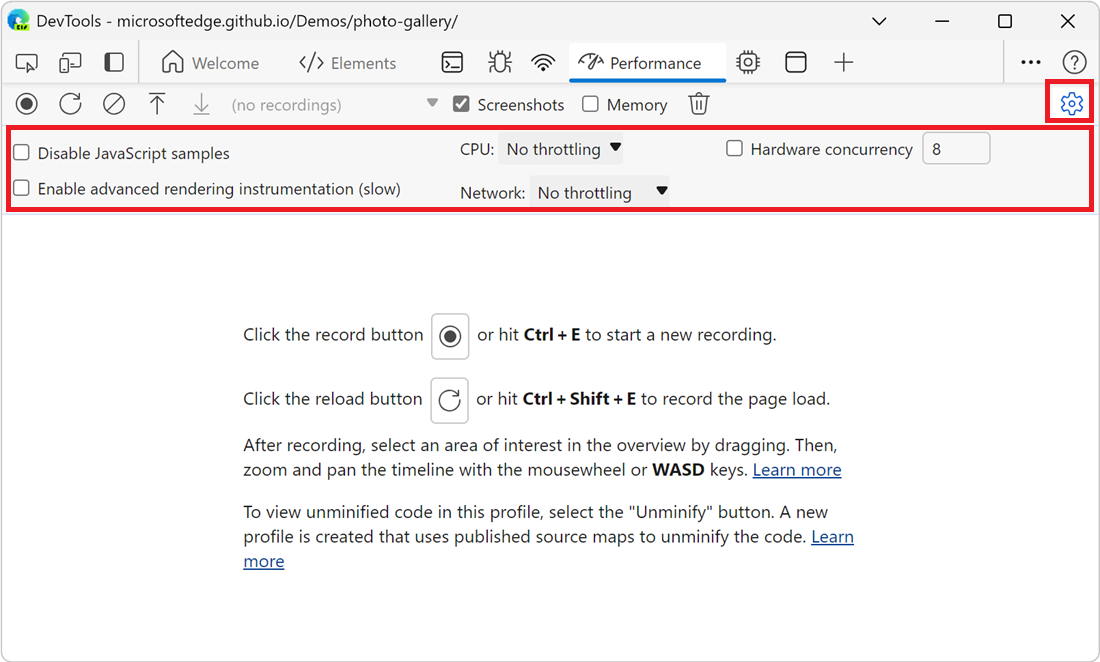 DevTools - microsoftedge.github.io/Demos/photo-gallery/
Welcome </> Elements Performance
(no recordings) Screenshots Memory
Disable JavaScript samples CPU: No throttling Hardware concurrency 8
Enable advanced rendering instrumentation (slow) Network: No throttling
Click the record button or hit Ctrl + E to start a new recording.
Click the reload button or hit Ctrl + Shift + E to record the page load.
After recording, select an area of interest in the overview by dragging. Then,
zoom and pan the timeline with the mousewheel or WASD keys. Learn more
To view unminified code in this profile, select the "Unminify" button. A new
profile is created that uses published source maps to unminify the code. Learn
more